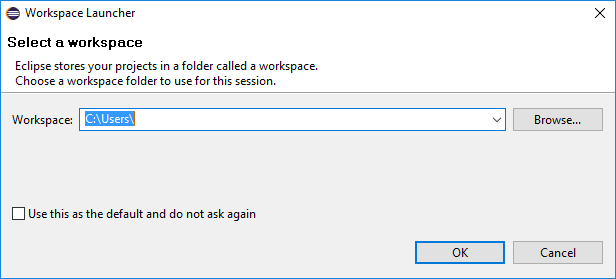 Workspace Launcher
Select a workspace
Eclipse stores your projects in a folder called a workspace.
Choose a workspace folder to use for this session.
Workspace: C:\Users\ Browse...
Use this as the default and do not ask again
OK Cancel